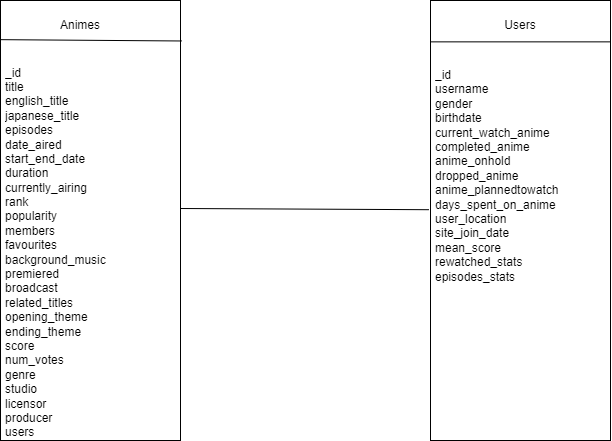 Animes
_id
title
english_title
japanese_title
episodes
date_aired
start_end_date
duration
currently_airing
rank
popularity
members
favourites
background_music
premiered
broadcast
related_titles
opening_theme
ending_theme
score
num_votes
genre
studio
licensor
producer
users
Users
_id
username
gender
birthdate
current_watch_anime
completed_anime
anime_onhold
dropped_anime
anime_plannedtowatch
days_spent_on_anime
user_location
site_join_date
mean_score
rewatched_stats
episodes_stats